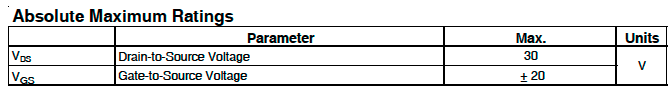 Absolute Maximum Ratings
Parameter Max. Units
VDS Drain-to-Source Voltage 30 V
VGS Gate-to-Source Voltage ± 20